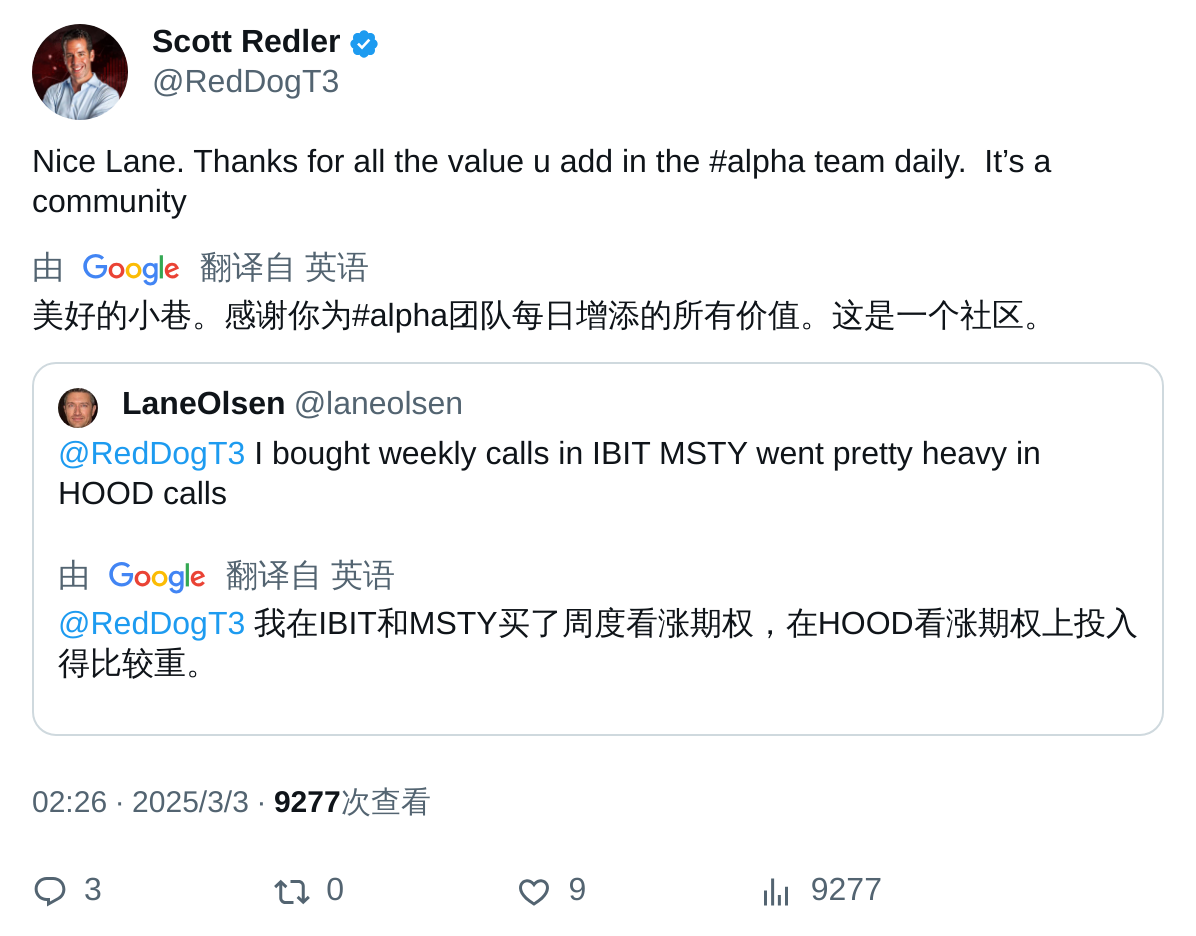 Scott Redler
@RedDogT3
Nice Lane. Thanks for all the value u add in the #alpha team daily.  It’s a
community
由 Google 翻译自 英语
美好的小巷。感谢你为#alpha团队每日增添的所有价值。这是一个社区。
LaneOlsen @laneolsen
@RedDogT3 I bought weekly calls in IBIT MSTY went pretty heavy in
HOOD calls
由 Google 翻译自 英语
@RedDogT3 我在IBIT和MSTY买了周度看涨期权，在HOOD看涨期权上投入
得比较重。
02:26 · 2025/3/3 · 9277次查看
3 0 9 9277